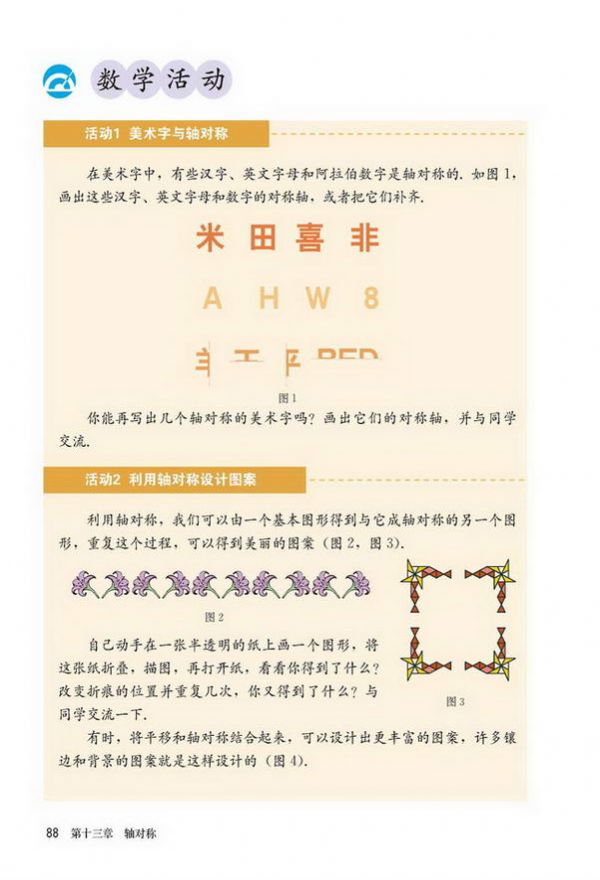 数学活动
活动1 美术字与轴对称
在美术字中，有些汉字、英文字母和阿拉伯数字是轴对称的. 如图 1，
画出这些汉字、英文字母和数字的对称轴，或者把它们补齐.
米 田 喜 非
A H W 8
图 1
你能再写出几个轴对称的美术字吗？画出它们的对称轴，并与同学
交流.
活动2 利用轴对称设计图案
利用轴对称，我们可以由一个基本图形得到与它成轴对称的另一个图
形，重复这个过程，可以得到美丽的图案（图 2，图 3）.
图 2
自己动手在一张半透明的纸上画一个图形，将
这张纸折叠，描图，再打开纸，看看你得到了什么？
改变折痕的位置并重复几次，你又得到了什么？与
同学交流一下.
图 3
有时，将平移和轴对称结合起来，可以设计出更丰富的图案，许多镶
边和背景的图案就是这样设计的（图 4）.
88 第十三章 轴对称